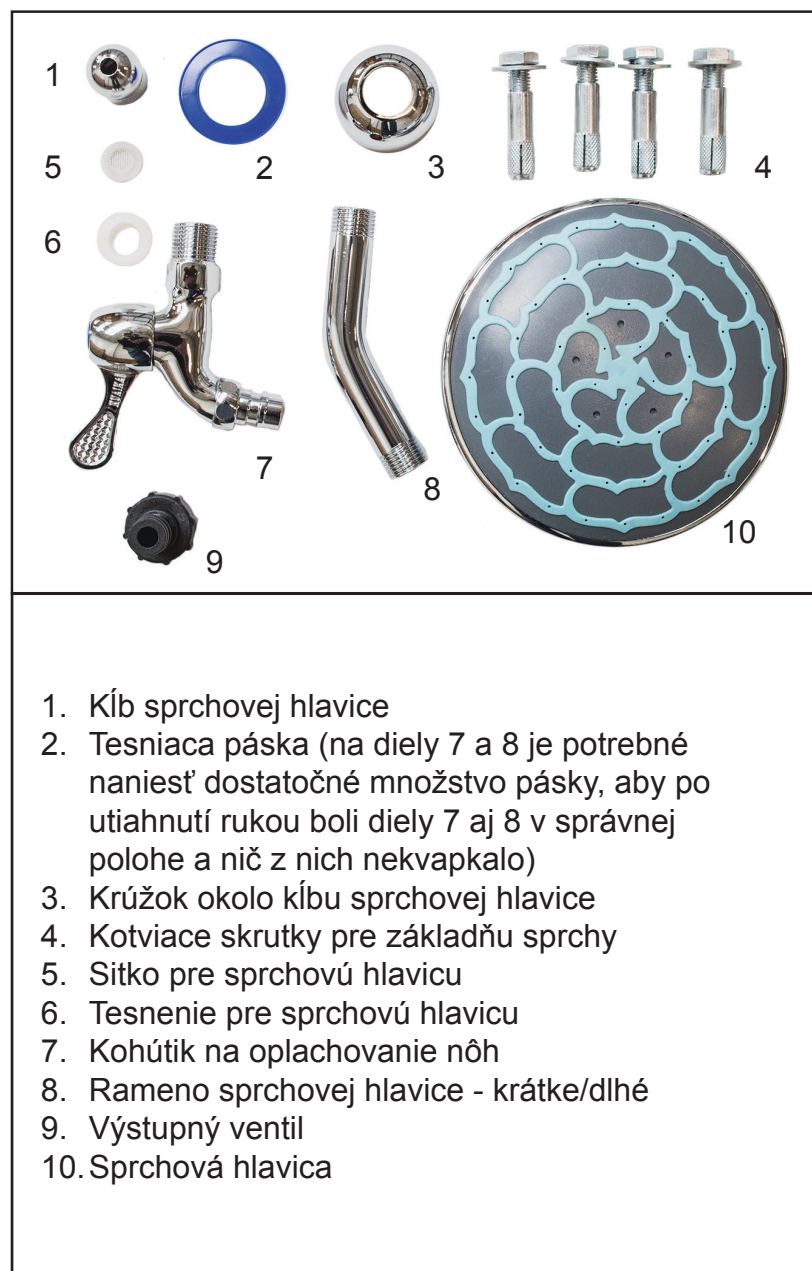 1
2
3
4
5
6
7
8
9
10
1. Kĺb sprchovej hlavice
2. Tesniaca páska (na diely 7 a 8 je potrebné
naniesť dostatočné množstvo pásky, aby po
utiahnutí rukou boli diely 7 aj 8 v správnej
polohe a nič z nich nekvapkalo)
3. Krúžok okolo kĺbu sprchovej hlavice
4. Kotviace skrutky pre základňu sprchy
5. Sitko pre sprchovú hlavicu
6. Tesnenie pre sprchovú hlavicu
7. Kohútik na oplachovanie nôh
8. Rameno sprchovej hlavice - krátke/dlhé
9. Výstupný ventil
10. Sprchová hlavica